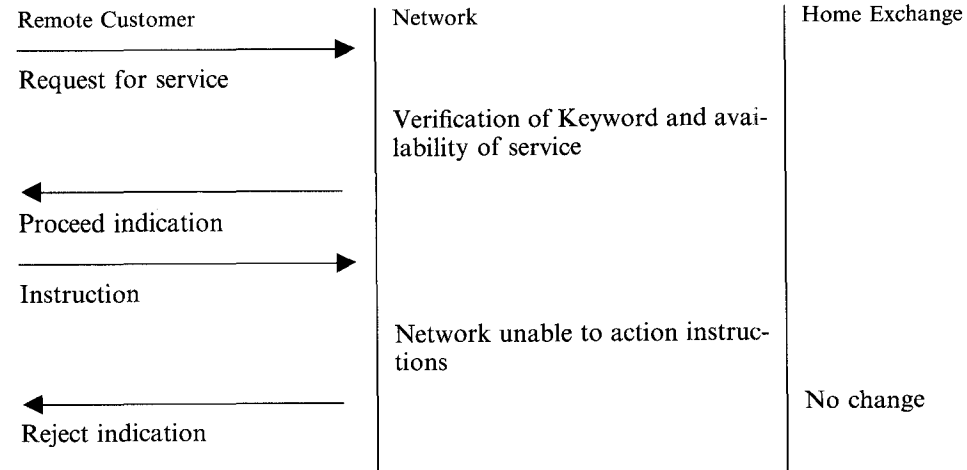 Remote Customer
Network
Home Exchange
Request for service
Verification of Keyword and avai-
lability of service
Proceed indication
Instruction
Network unable to action instruc-
tions
No change
Reject indication